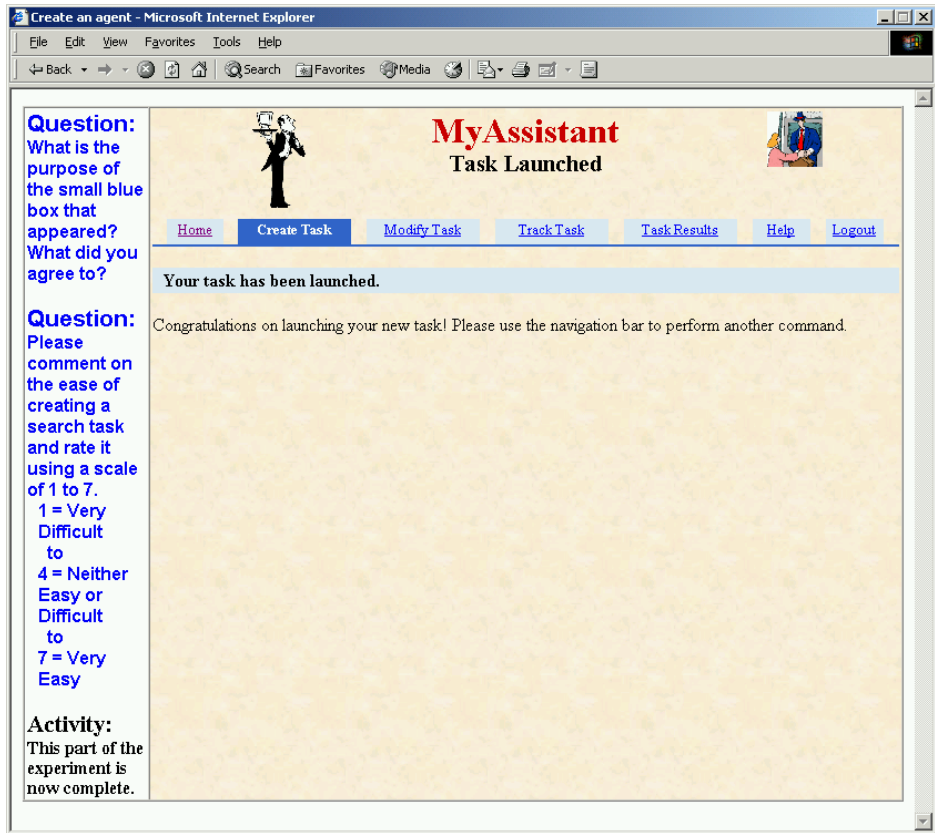 Create an agent - Microsoft Internet Explorer
File Edit View Favorites Tools Help
Back Search Favorites Media
Question:
What is the
purpose of
the small blue
box that
appeared?
What did you
agree to?
Question:
Please
comment on
the ease of
creating a
search task
and rate it
using a scale
of 1 to 7.
1 = Very
Difficult
to
4 = Neither
Easy or
Difficult
to
7 = Very
Easy
Activity:
This part of the
experiment is
now complete.
MyAssistant
Task Launched
Home Create Task Modify Task Track Task Task Results Help Logout
Your task has been launched.
Congratulations on launching your new task! Please use the navigation bar to perform another command.